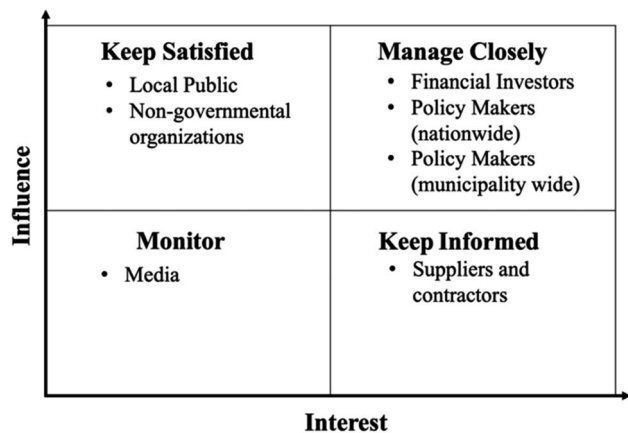 Influence
Keep Satisfied
• Local Public
• Non-governmental
organizations
Manage Closely
• Financial Investors
• Policy Makers
(nationwide)
• Policy Makers
(municipality wide)
Monitor
• Media
Keep Informed
• Suppliers and
contractors
Interest